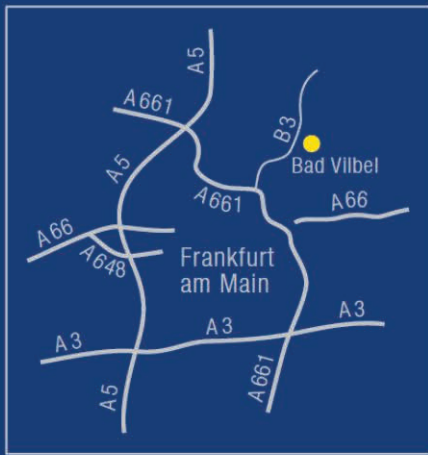 A5
A661
B3
A5
Bad Vilbel
A661
A66
A66
A648
Frankfurt
am Main
A3
A3
A3
A5
A661